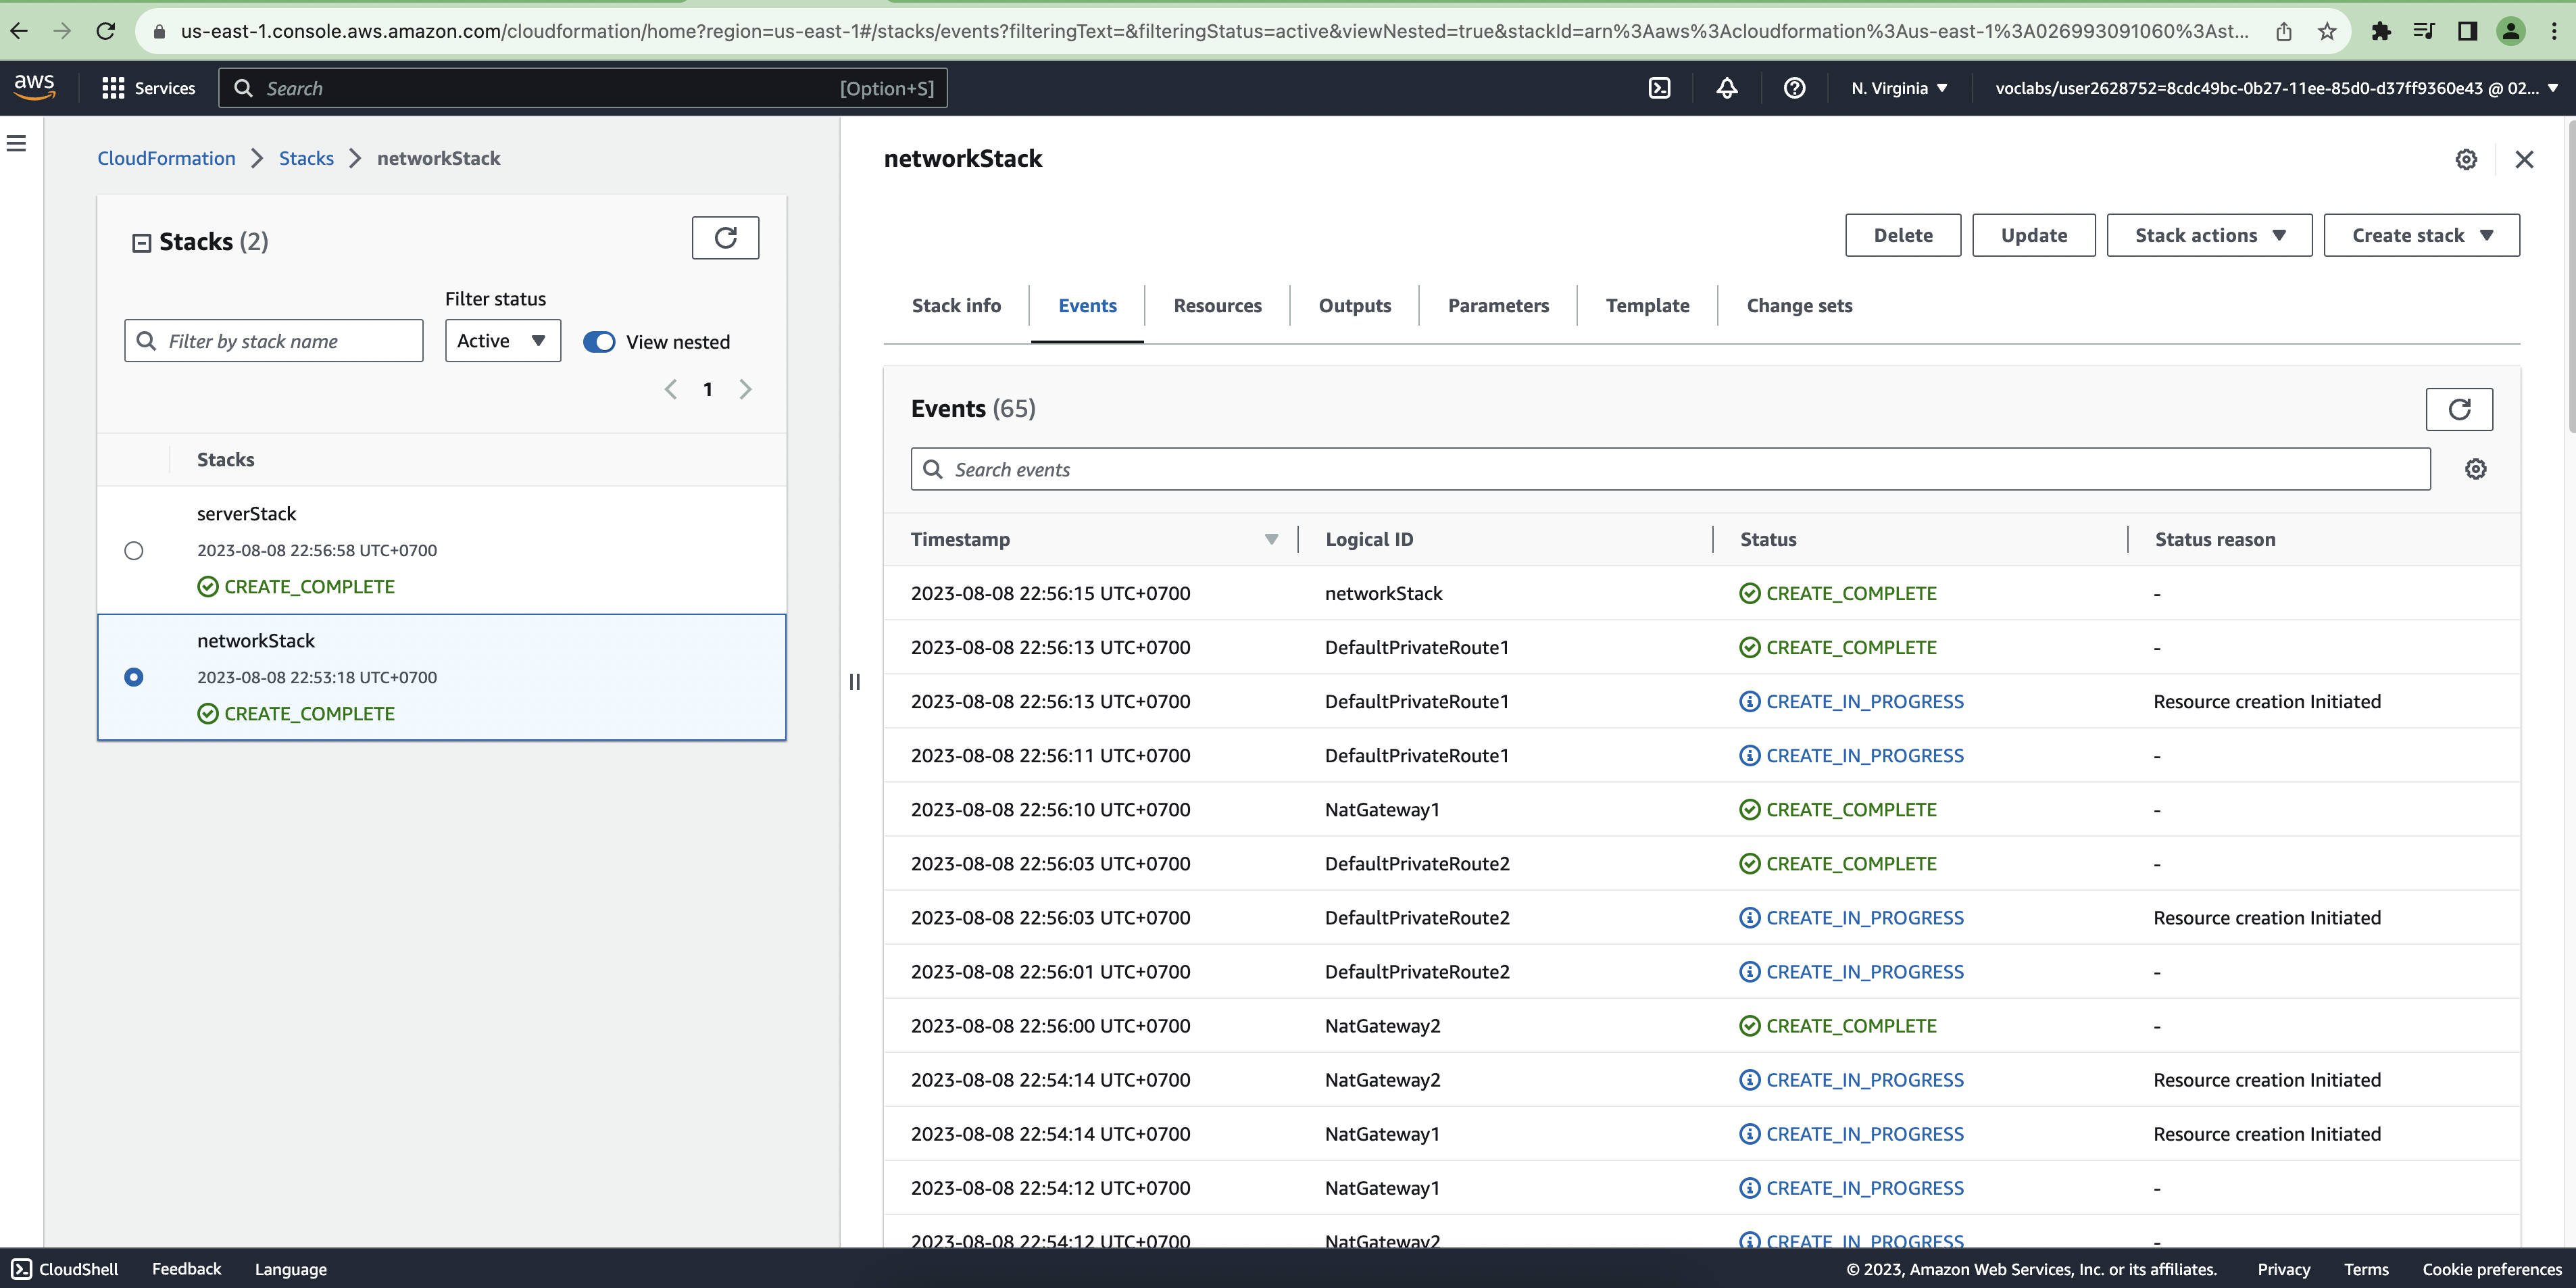 us-east-1.console.aws.amazon.com/cloudformation/home?region=us-east-1#/stacks/events?filteringText=&filteringStatus=active&viewNested=true&stackId=arn%3Aaws%3Acloudformation%3Aus-east-1%3A026993091060%3Ast...
aws Services Search [Option+S] N. Virginia voclabs/user2628752=8cdc49bc-0b27-11ee-85d0-d37ff9360e43 @ 02...
CloudFormation Stacks networkStack
Stacks (2)
Filter status
Filter by stack name Active View nested
1
Stacks
serverStack
2023-08-08 22:56:58 UTC+0700
CREATE_COMPLETE
networkStack
2023-08-08 22:53:18 UTC+0700
CREATE_COMPLETE
networkStack
Delete Update Stack actions Create stack
Stack info Events Resources Outputs Parameters Template Change sets
Events (65)
Search events
Timestamp Logical ID Status Status reason
2023-08-08 22:56:15 UTC+0700 networkStack CREATE_COMPLETE -
2023-08-08 22:56:13 UTC+0700 DefaultPrivateRoute1 CREATE_COMPLETE -
2023-08-08 22:56:13 UTC+0700 DefaultPrivateRoute1 CREATE_IN_PROGRESS Resource creation Initiated
2023-08-08 22:56:11 UTC+0700 DefaultPrivateRoute1 CREATE_IN_PROGRESS -
2023-08-08 22:56:10 UTC+0700 NatGateway1 CREATE_COMPLETE -
2023-08-08 22:56:03 UTC+0700 DefaultPrivateRoute2 CREATE_COMPLETE -
2023-08-08 22:56:03 UTC+0700 DefaultPrivateRoute2 CREATE_IN_PROGRESS Resource creation Initiated
2023-08-08 22:56:01 UTC+0700 DefaultPrivateRoute2 CREATE_IN_PROGRESS -
2023-08-08 22:56:00 UTC+0700 NatGateway2 CREATE_COMPLETE -
2023-08-08 22:54:14 UTC+0700 NatGateway2 CREATE_IN_PROGRESS Resource creation Initiated
2023-08-08 22:54:14 UTC+0700 NatGateway1 CREATE_IN_PROGRESS Resource creation Initiated
2023-08-08 22:54:12 UTC+0700 NatGateway1 CREATE_IN_PROGRESS -
2023-08-08 22:54:12 UTC+0700 NatGateway2 CREATE_IN_PROGRESS -
CloudShell Feedback Language © 2023, Amazon Web Services, Inc. or its affiliates. Privacy Terms Cookie preferences